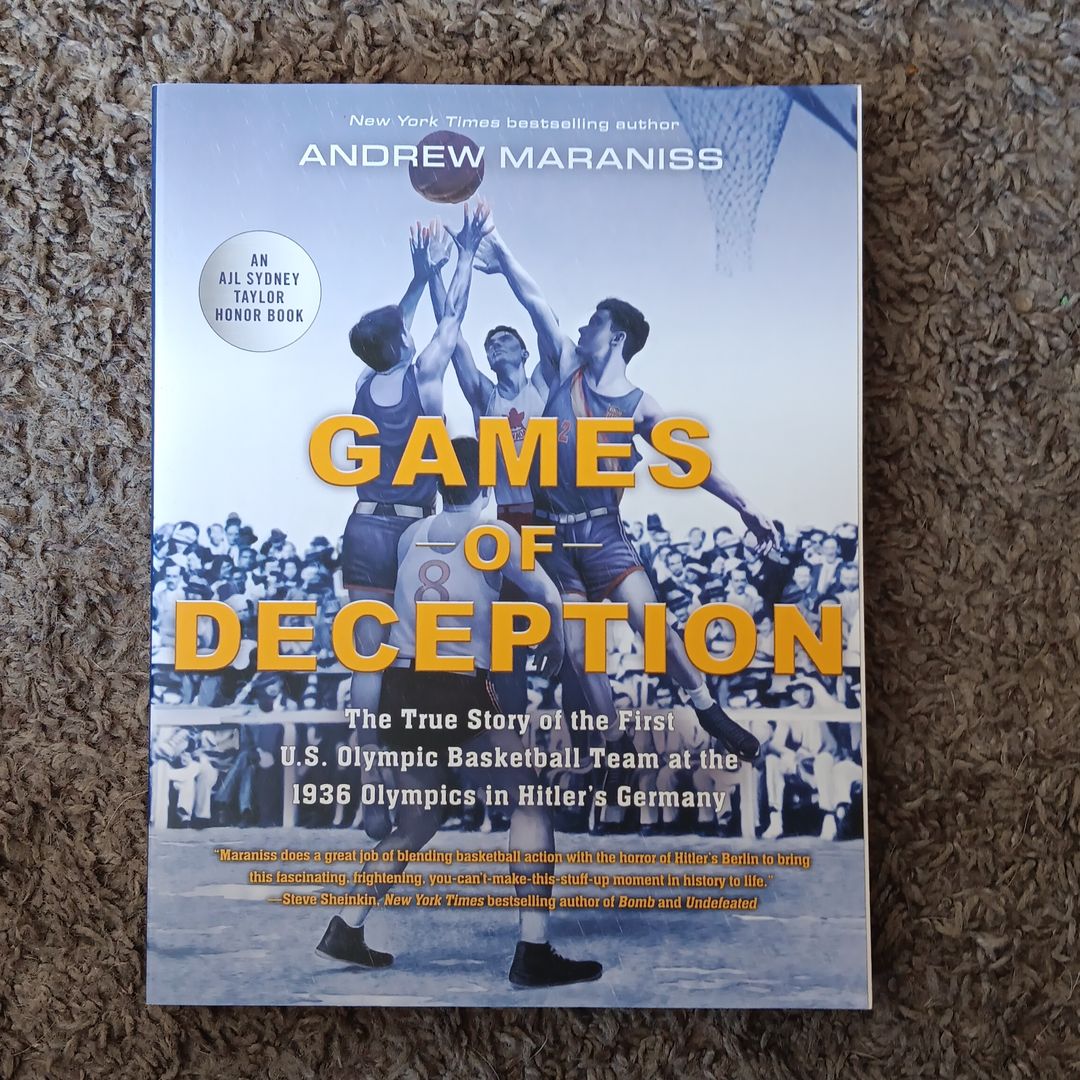 New York Times bestselling author
ANDREW MARANISS
AN
AJL SYDNEY
TAYLOR
HONOR BOOK
2
GAMES
—OF—
8
DECEPTION
The True Story of the First
U.S. Olympic Basketball Team at the
1936 Olympics in Hitler's Germany
“Maraniss does a great job of blending basketball action with the horror of Hitler's Berlin to bring
this fascinating, frightening, you-can't-make-this-stuff-up moment in history to life.”
—Steve Sheinkin, New York Times bestselling author of Bomb and Undefeated